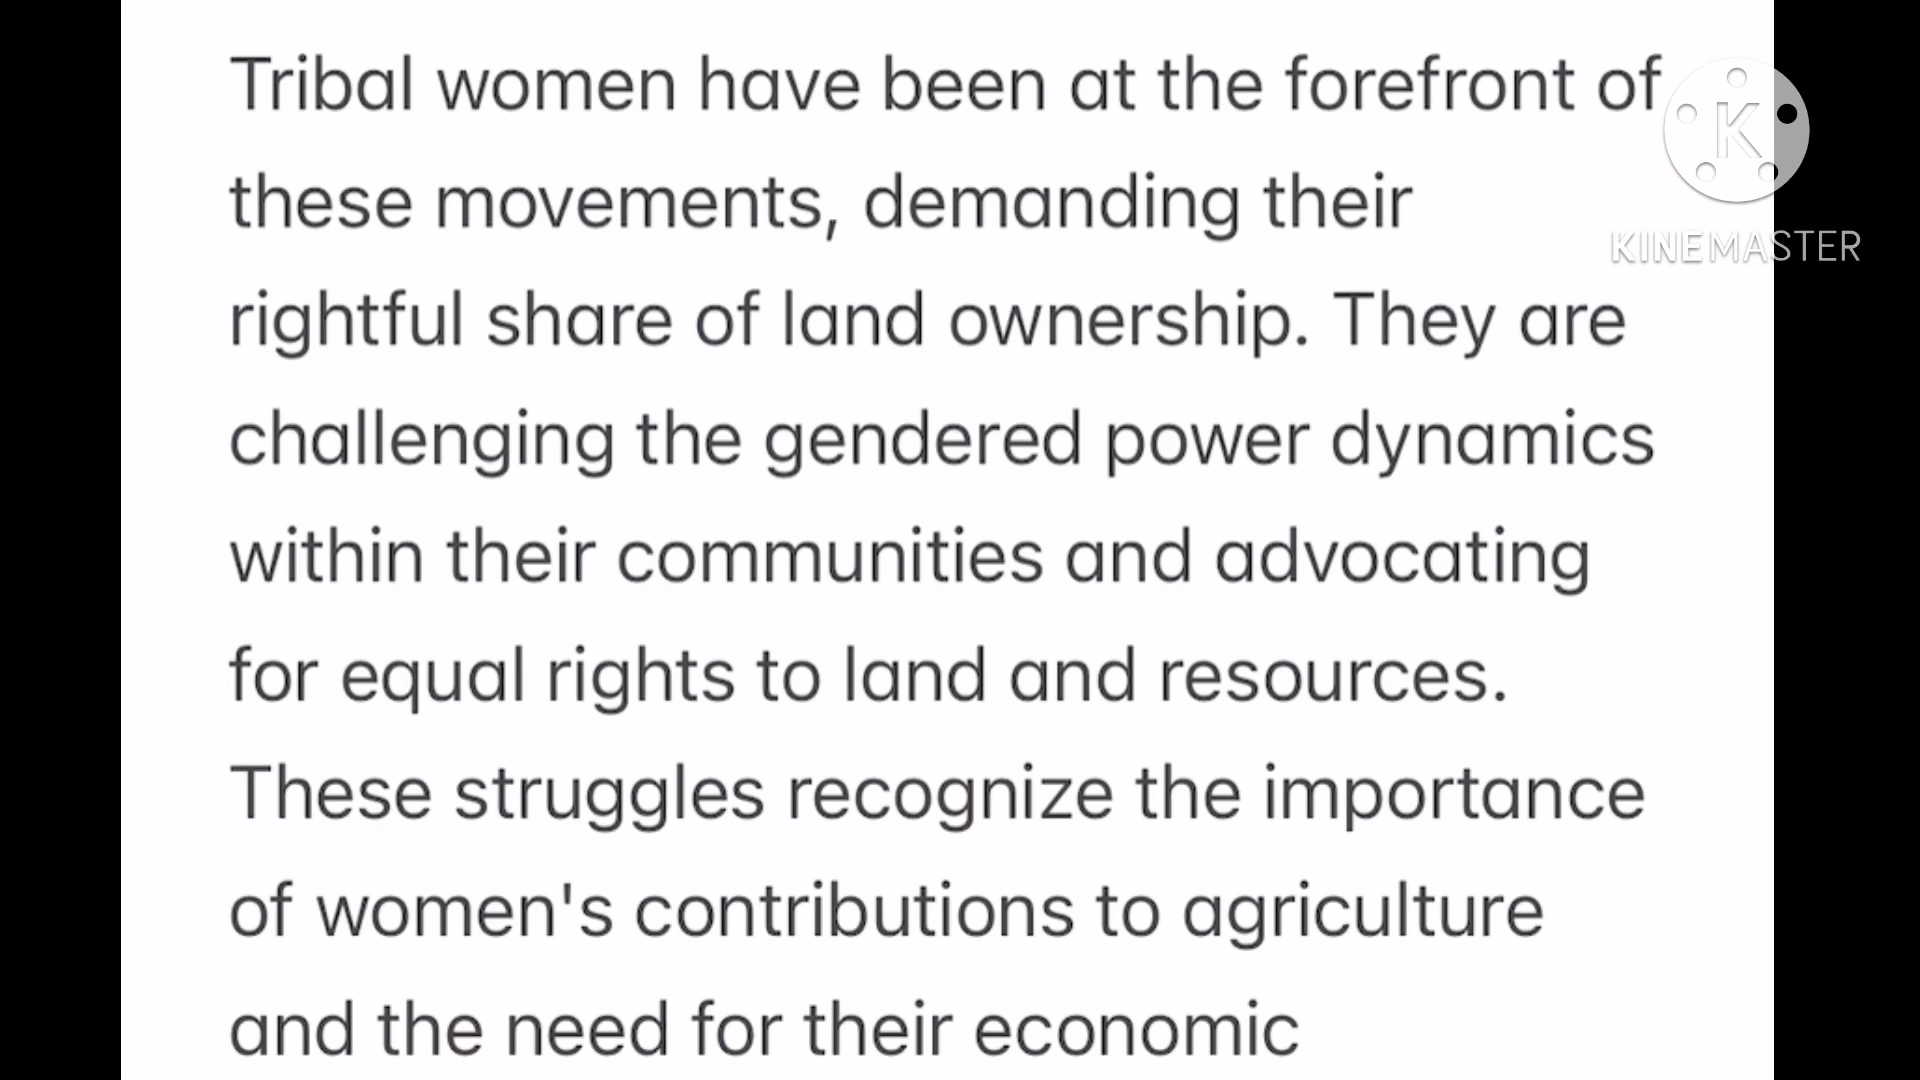 Tribal women have been at the forefront of
these movements, demanding their
rightful share of land ownership. They are
challenging the gendered power dynamics
within their communities and advocating
for equal rights to land and resources.
These struggles recognize the importance
of women's contributions to agriculture
and the need for their economic
K
KINEMASTER